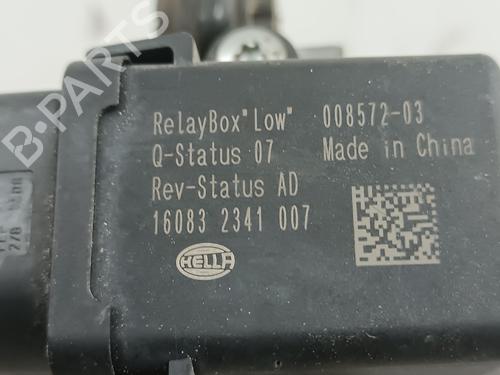 RelayBox"Low" 008572-03
Q-Status 07 Made in China
Rev-Status AD
16083 2341 007
HELLA
B-PARTS